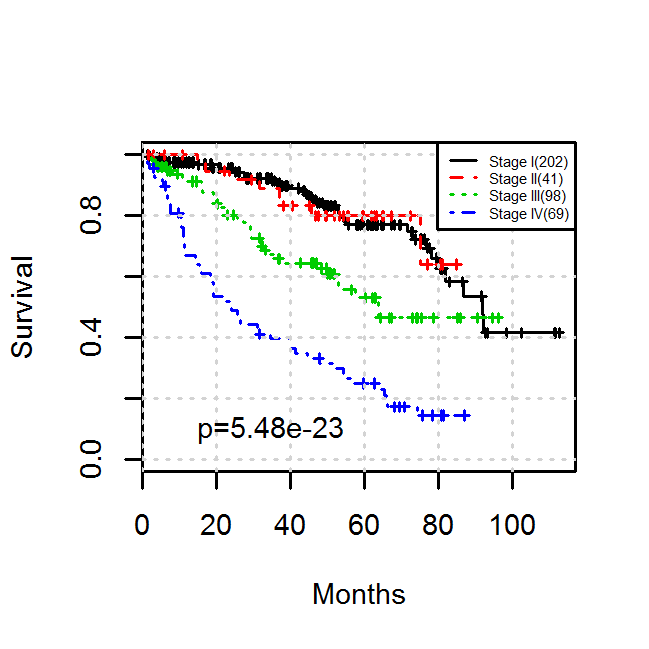 Stage I(202)
Stage II(41)
Stage III(98)
Stage IV(69)
Survival
0.8
0.4
0.0
p=5.48e-23
0 20 40 60 80 100
Months